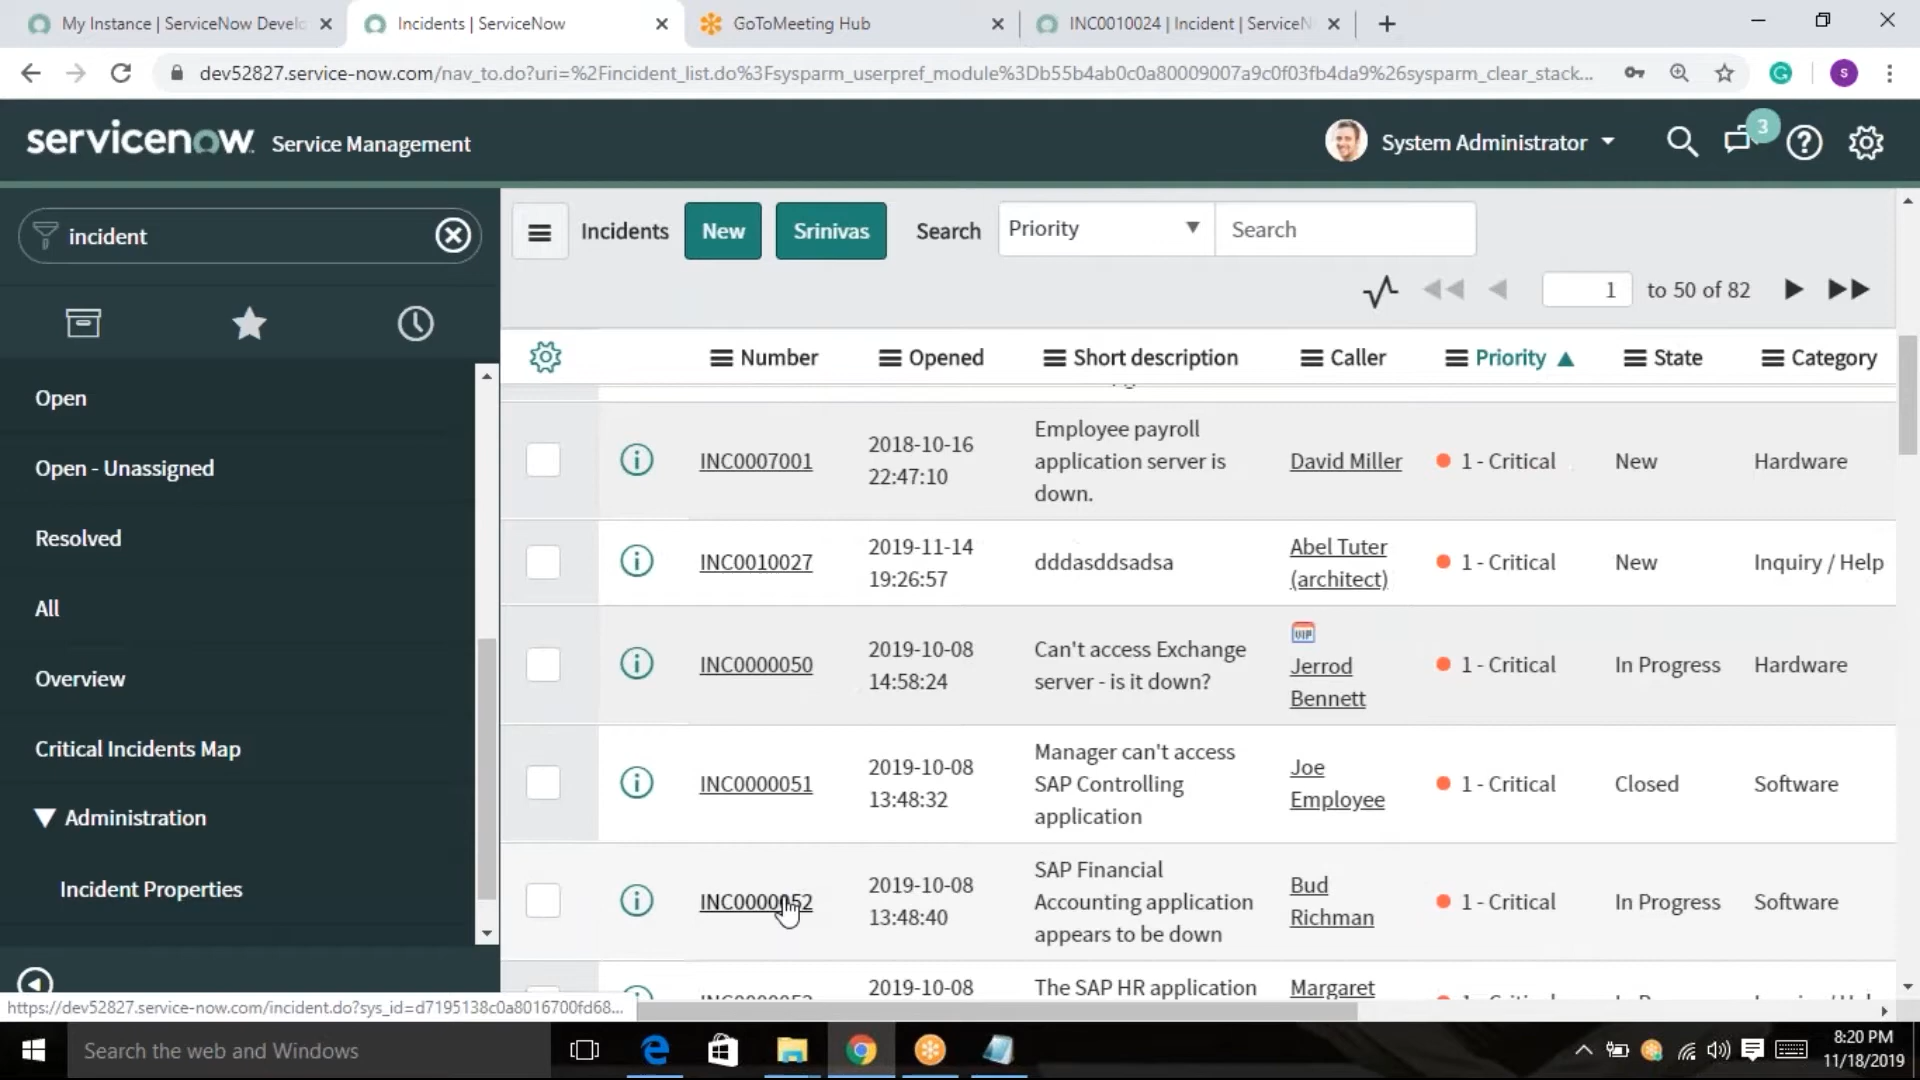 My Instance | ServiceNow Develo
Incidents | ServiceNow
GoToMeeting Hub
INC0010024 | Incident | ServiceN
dev52827.service-now.com/nav_to.do?uri=%2Fincident_list.do%3Fsysparm_userpref_module%3Db55b4ab0c0a80009007a9c0f03fb4da9%26sysparm_clear_stack...
s
servicenow Service Management
System Administrator
3
incident
Incidents New Srinivas Search Priority Search
1 to 50 of 82
Number Opened Short description Caller Priority State Category
Open
Open - Unassigned
Resolved
All
Overview
Critical Incidents Map
Administration
Incident Properties
INC0007001
2018-10-16
22:47:10
Employee payroll
application server is
down.
David Miller
1 - Critical
New
Hardware
INC0010027
2019-11-14
19:26:57
dddasddsadsa
Abel Tuter
(architect)
1 - Critical
New
Inquiry / Help
INC0000050
2019-10-08
14:58:24
Can't access Exchange
server - is it down?
VIP
Jerrod
Bennett
1 - Critical
In Progress
Hardware
INC0000051
2019-10-08
13:48:32
Manager can't access
SAP Controlling
application
Joe
Employee
1 - Critical
Closed
Software
INC0000052
2019-10-08
13:48:40
SAP Financial
Accounting application
appears to be down
Bud
Richman
1 - Critical
In Progress
Software
2019-10-08
The SAP HR application
Margaret
https://dev52827.service-now.com/incident.do?sys_id=d7195138c0a8016700fd68...
Search the web and Windows
8:20 PM
11/18/2019